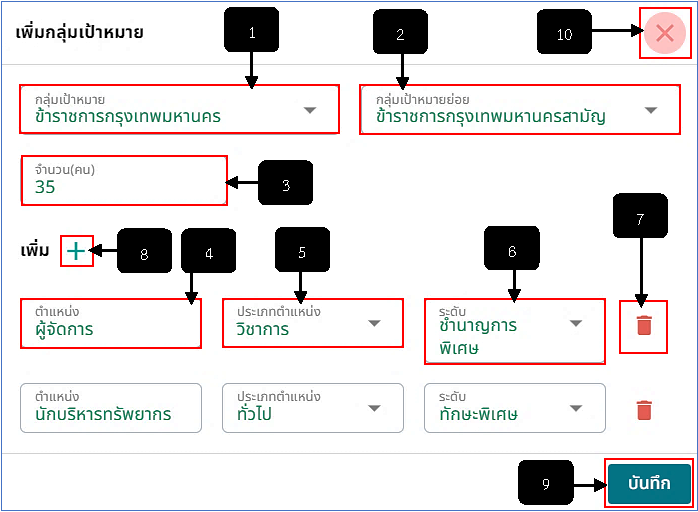 เพิ่มกลุ่มเป้าหมาย
1
2
10
กลุ่มเป้าหมาย
ข้าราชการกรุงเทพมหานคร
กลุ่มเป้าหมายย่อย
ข้าราชการกรุงเทพมหานครสามัญ
จำนวน(คน)
35
3
7
เพิ่ม
8
4
5
6
ตำแหน่ง
ผู้จัดการ
ประเภทตำแหน่ง
วิชาการ
ระดับ
ชำนาญการ
พิเศษ
ตำแหน่ง
นักบริหารทรัพยากร
ประเภทตำแหน่ง
ทั่วไป
ระดับ
ทักษะพิเศษ
9
บันทึก